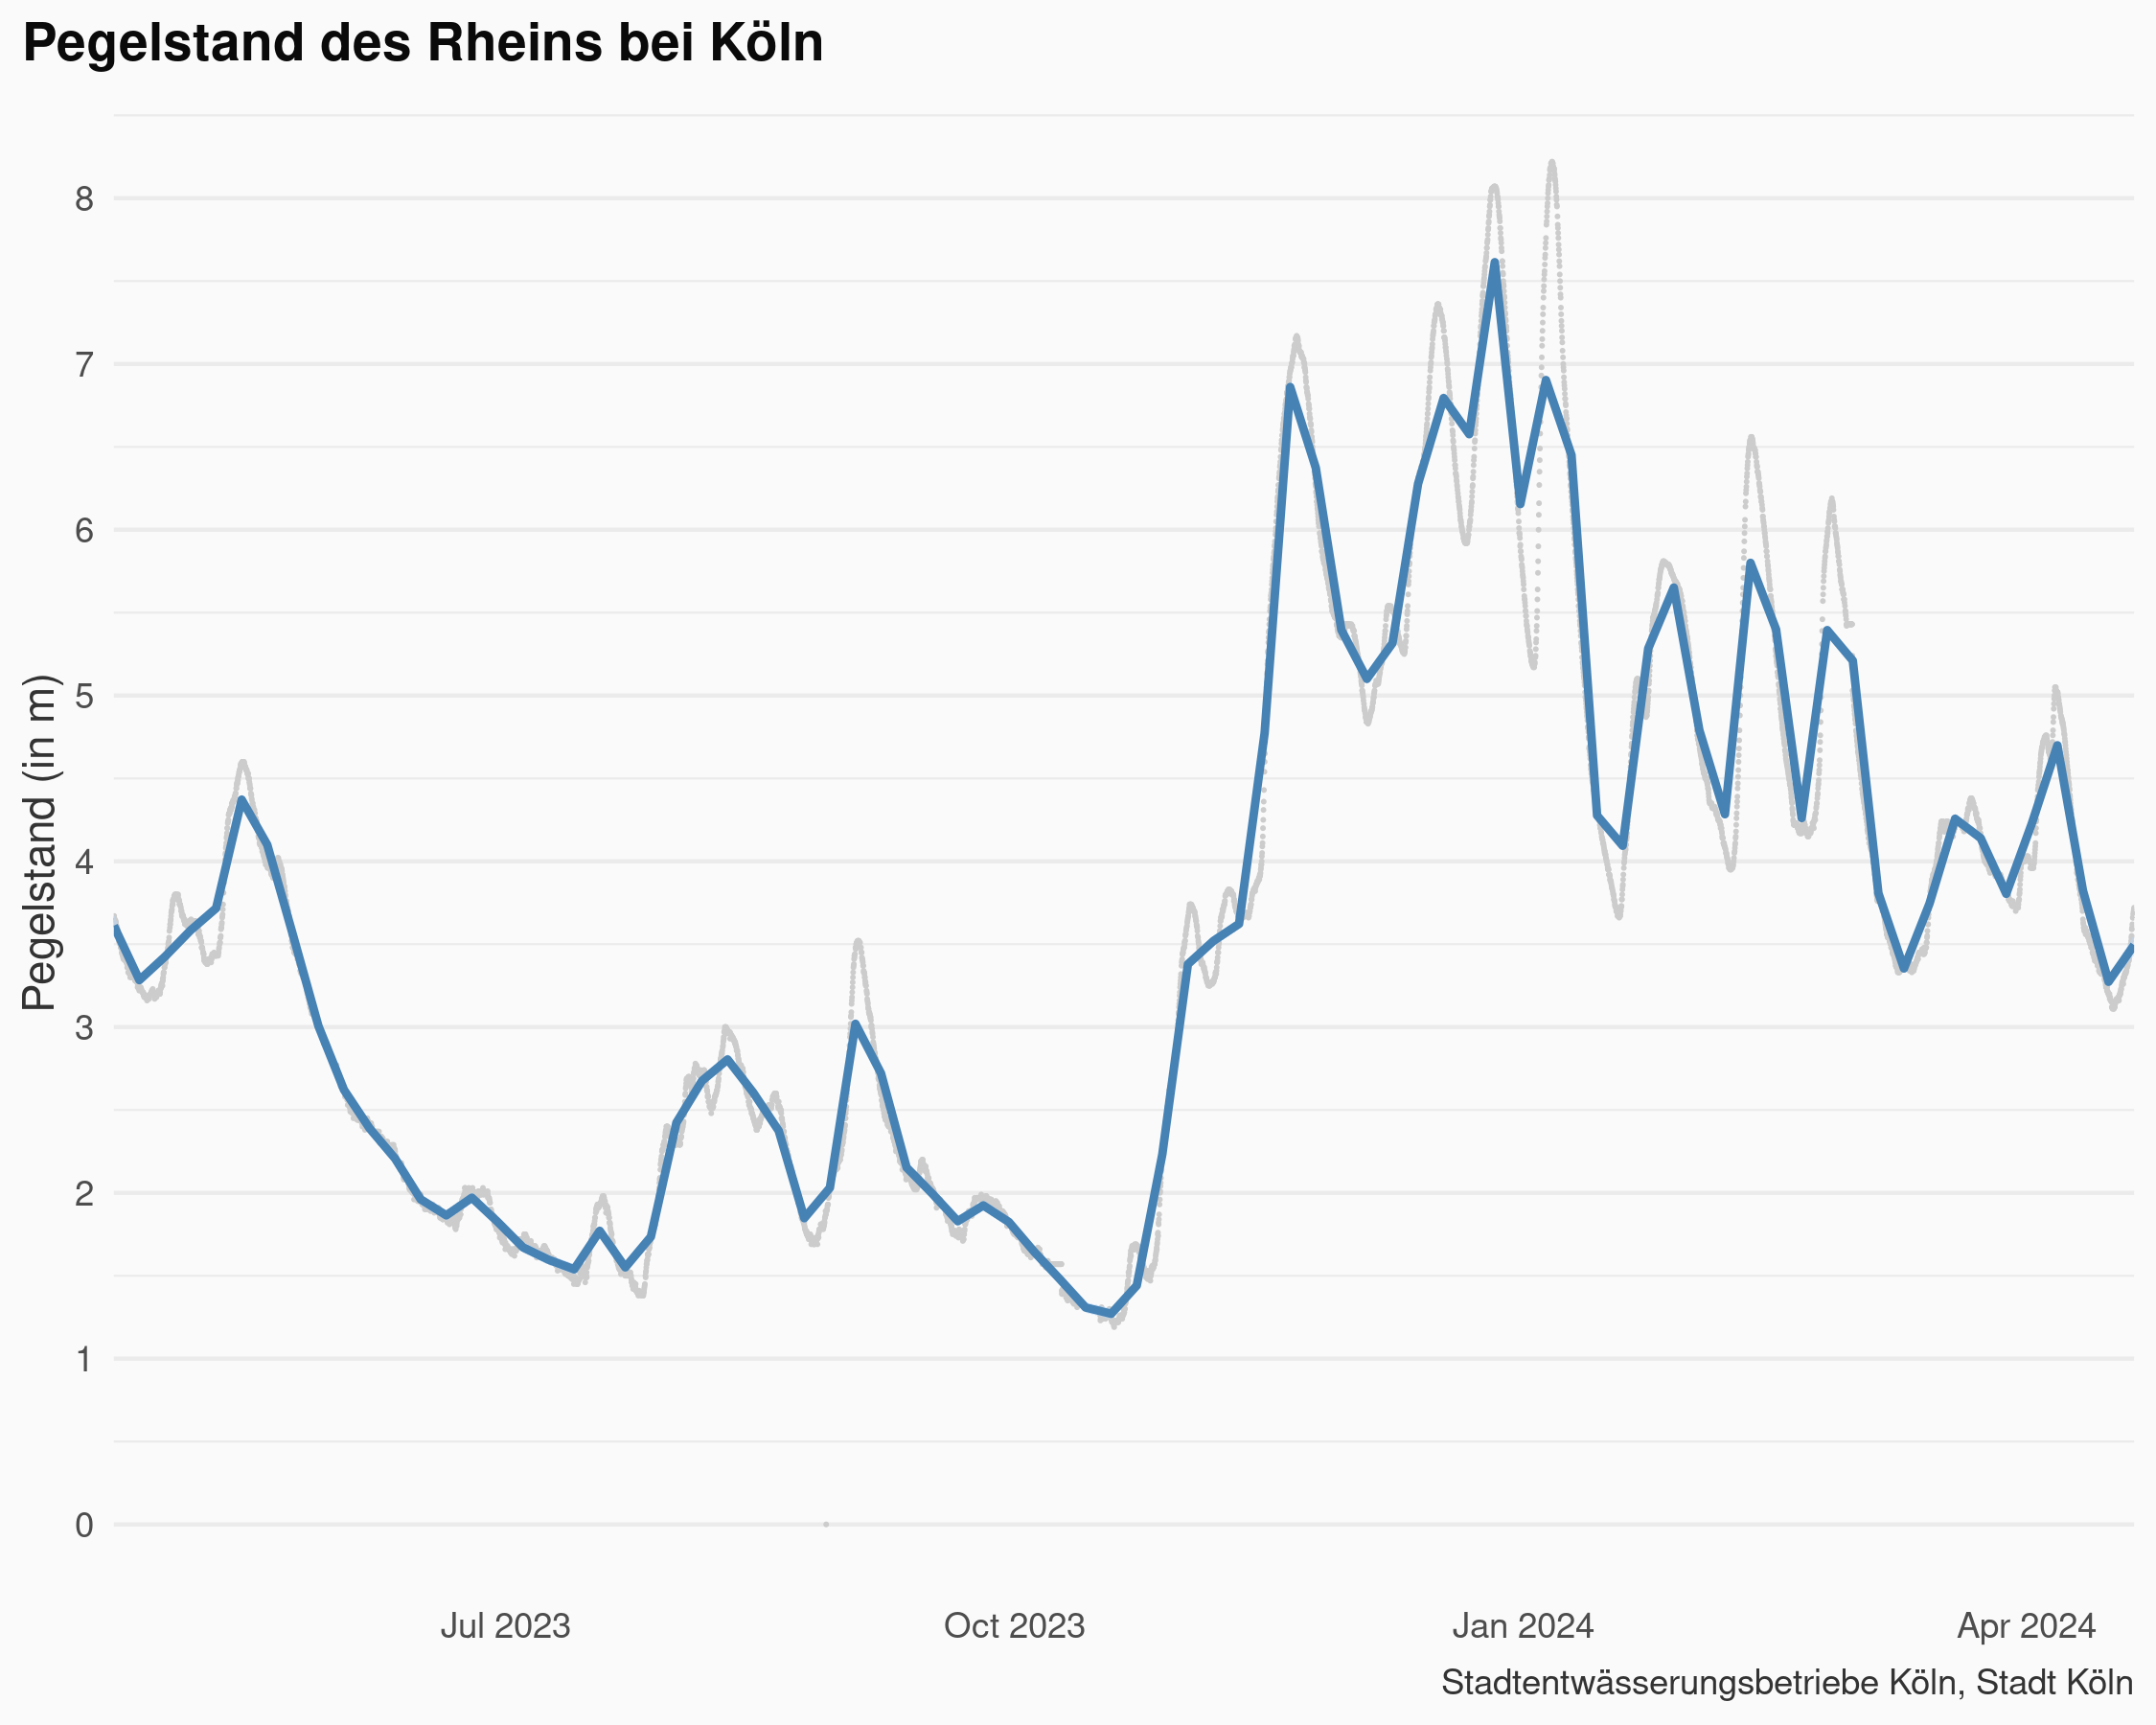 Pegelstand des Rheins bei Köln
Pegelstand (in m)
8
7
6
5
4
3
2
1
0
Jul 2023
Oct 2023
Jan 2024
Apr 2024
Stadtentwässerungsbetriebe Köln, Stadt Köln